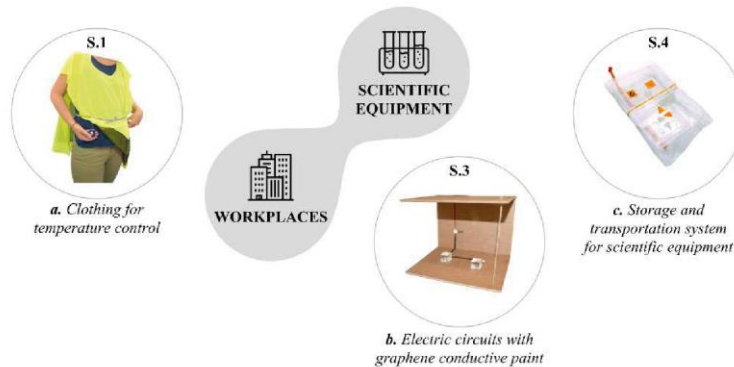 S.1
a. Clothing for
temperature control
SCIENTIFIC
EQUIPMENT
WORKPLACES
S.3
b. Electric circuits with
graphene conductive paint
S.4
c. Storage and
transportation system
for scientific equipment